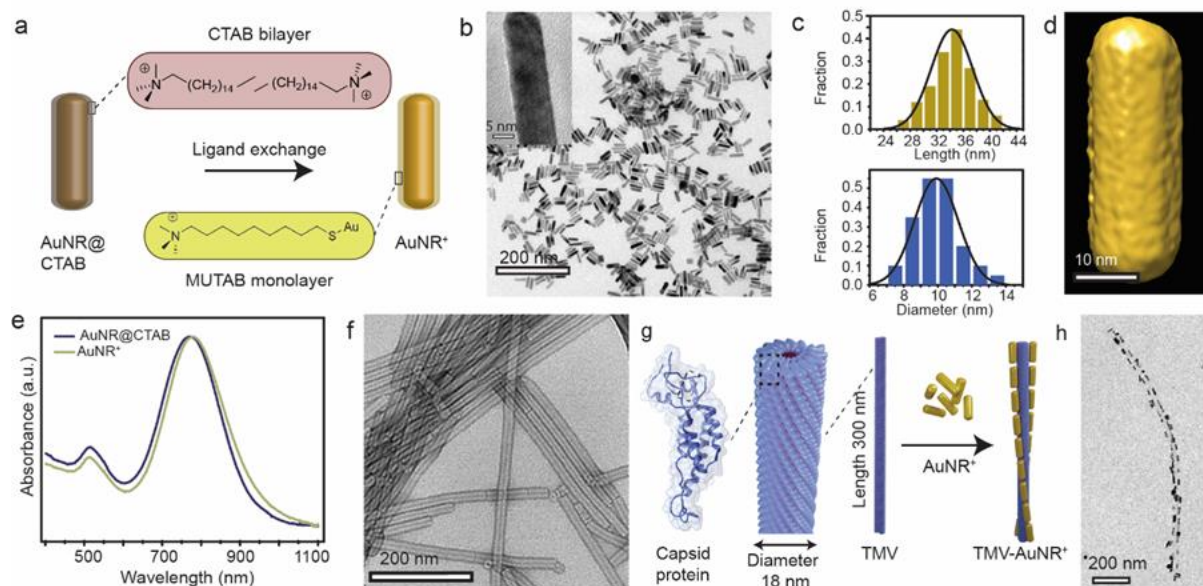 a
CTAB bilayer
(CH₂)₁₄
(CH₂)₁₄
N
N
Ligand exchange
N
S
Au
AuNR@
CTAB
AuNR⁺
MUTAB monolayer
b
5 nm
200 nm
c
Fraction
0.5
0.4
0.3
0.2
0.1
0.0
24 28 32 36 40 44
Length (nm)
Fraction
0.5
0.4
0.3
0.2
0.1
0.0
6 8 10 12 14
Diameter (nm)
d
10 nm
e
AuNR@CTAB
AuNR⁺
Absorbance (a.u.)
500 700 900 1100
Wavelength (nm)
f
200 nm
g
Length 300 nm
AuNR⁺
Capsid
protein
Diameter
18 nm
TMV
TMV-AuNR⁺
h
200 nm